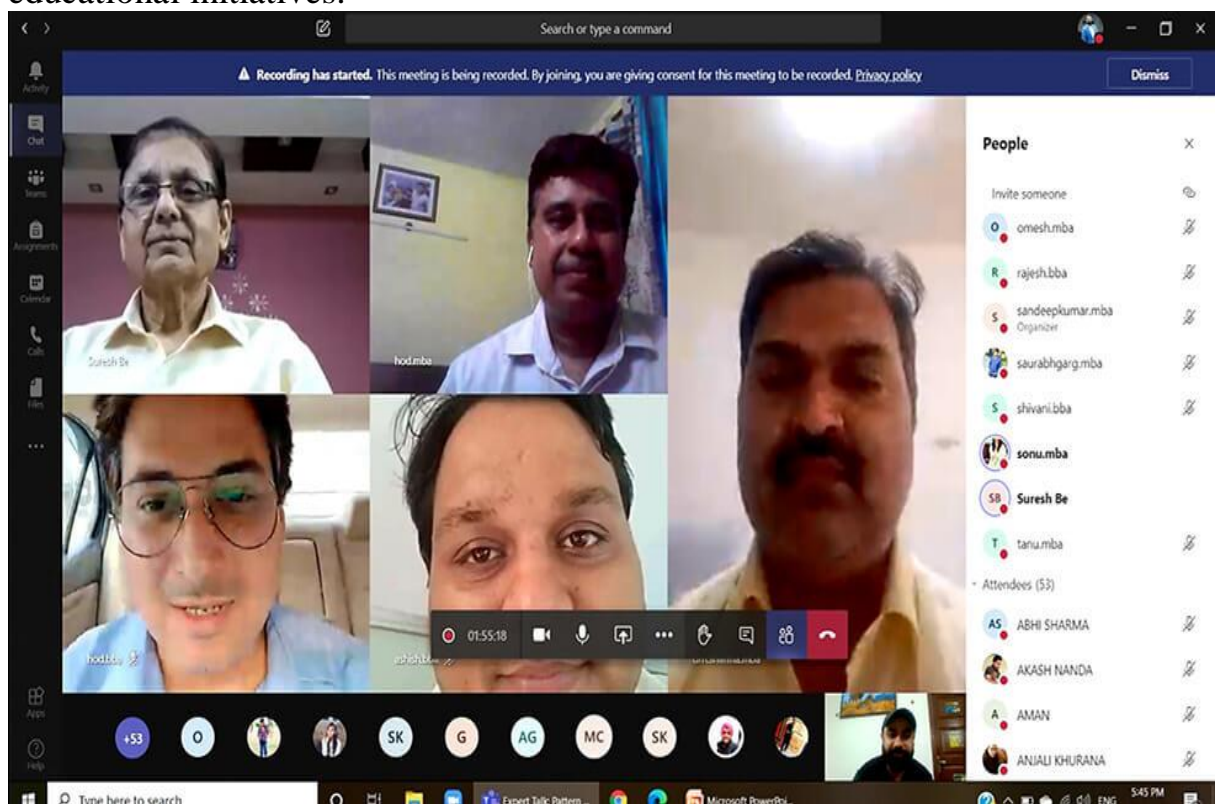 educational initiatives.
Search or type a command
Recording has started. This meeting is being recorded. By joining, you are giving consent for this meeting to be recorded. Privacy policy
Dismiss
Activity
Chat
Teams
Assignments
Calendar
Calls
Files
Apps
Help
Suresh Be
hod.mba
hod.bba
ashish.bba
01:55:18
+53
O
SK
G
AG
MC
SK
People
Invite someone
O omesh.mba
R rajesh.bba
S sandeepkumar.mba
Organizer
saurabhgarg.mba
S shivani.bba
sonu.mba
SB Suresh Be
T tanu.mba
Attendees (53)
AS ABHI SHARMA
AKASH NANDA
A AMAN
ANJALI KHURANA
Type here to search
Expert Talk: Pattern ...
Microsoft PowerPoi...
ENG
5:45 PM